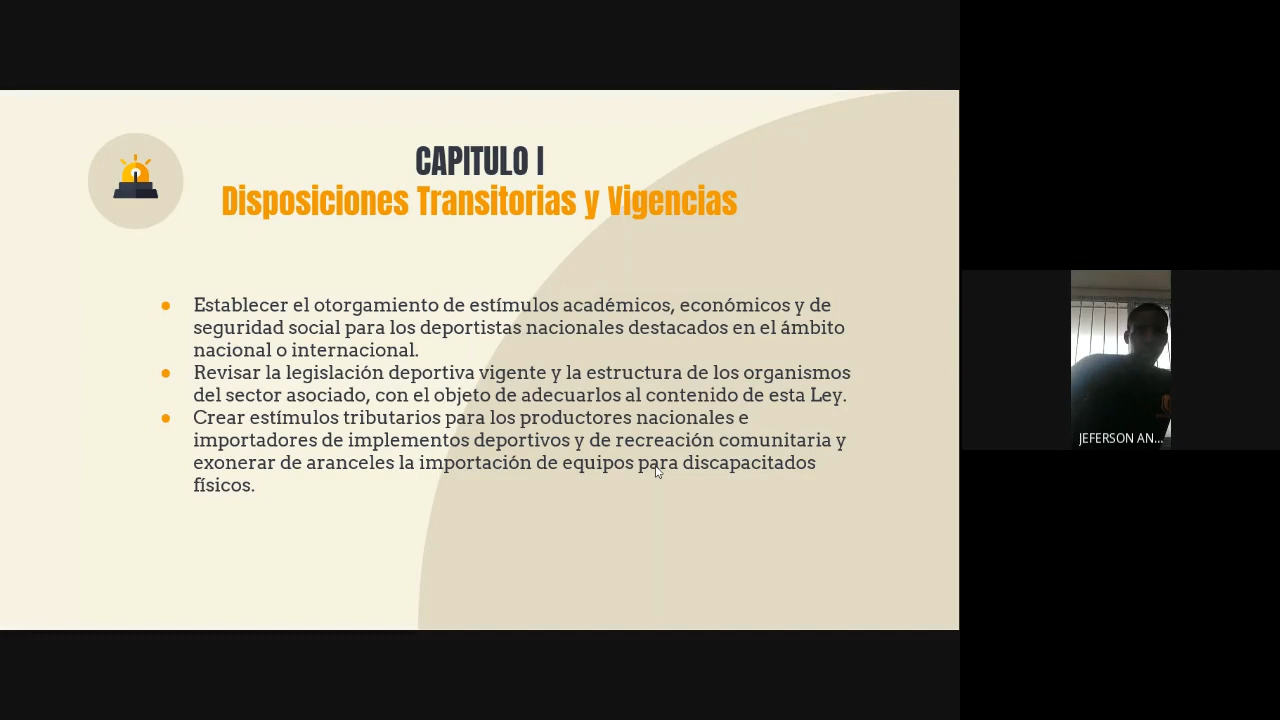 CAPITULO I
Disposiciones Transitorias y Vigencias
Establecer el otorgamiento de estímulos académicos, económicos y de
seguridad social para los deportistas nacionales destacados en el ámbito
nacional o internacional.
Revisar la legislación deportiva vigente y la estructura de los organismos
del sector asociado, con el objeto de adecuarlos al contenido de esta Ley.
Crear estímulos tributarios para los productores nacionales e
importadores de implementos deportivos y de recreación comunitaria y
exonerar de aranceles la importación de equipos para discapacitados
físicos.
JEFERSON AN...